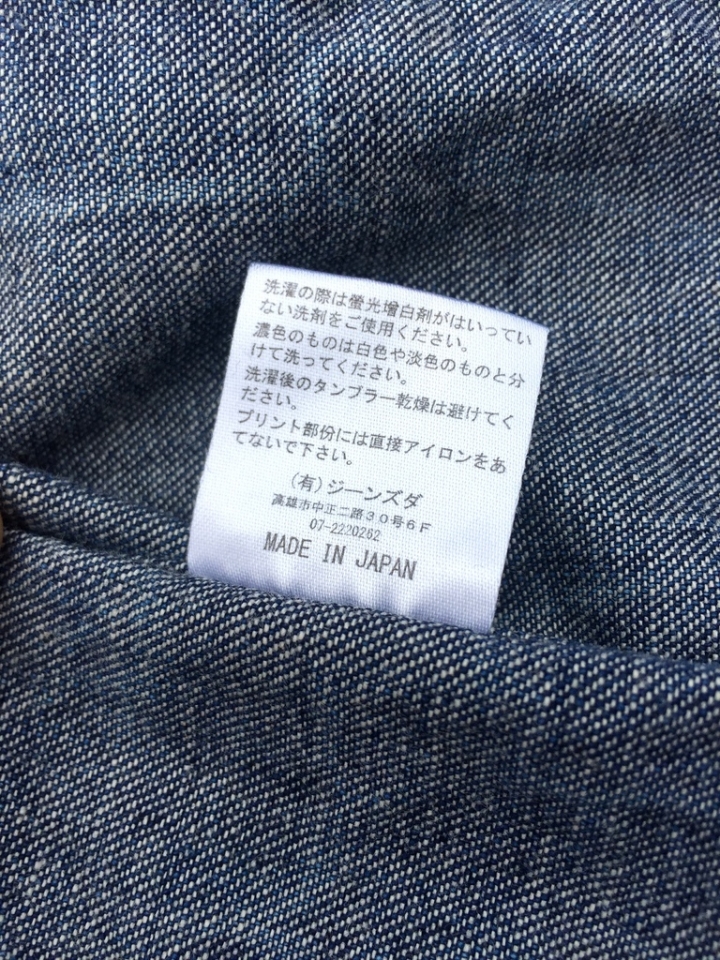 洗濯の際は螢光増白剤がはいってい
ない洗剤をご使用ください。
濃色のものは白色や淡色のものと分
けて洗ってください。
洗濯後のタンブラー乾燥は避けてく
ださい。
プリント部份には直接アイロンをあ
てないで下さい。
(有)ジーンズダ
高雄市中正二路30号6F
07-2220262
MADE IN JAPAN